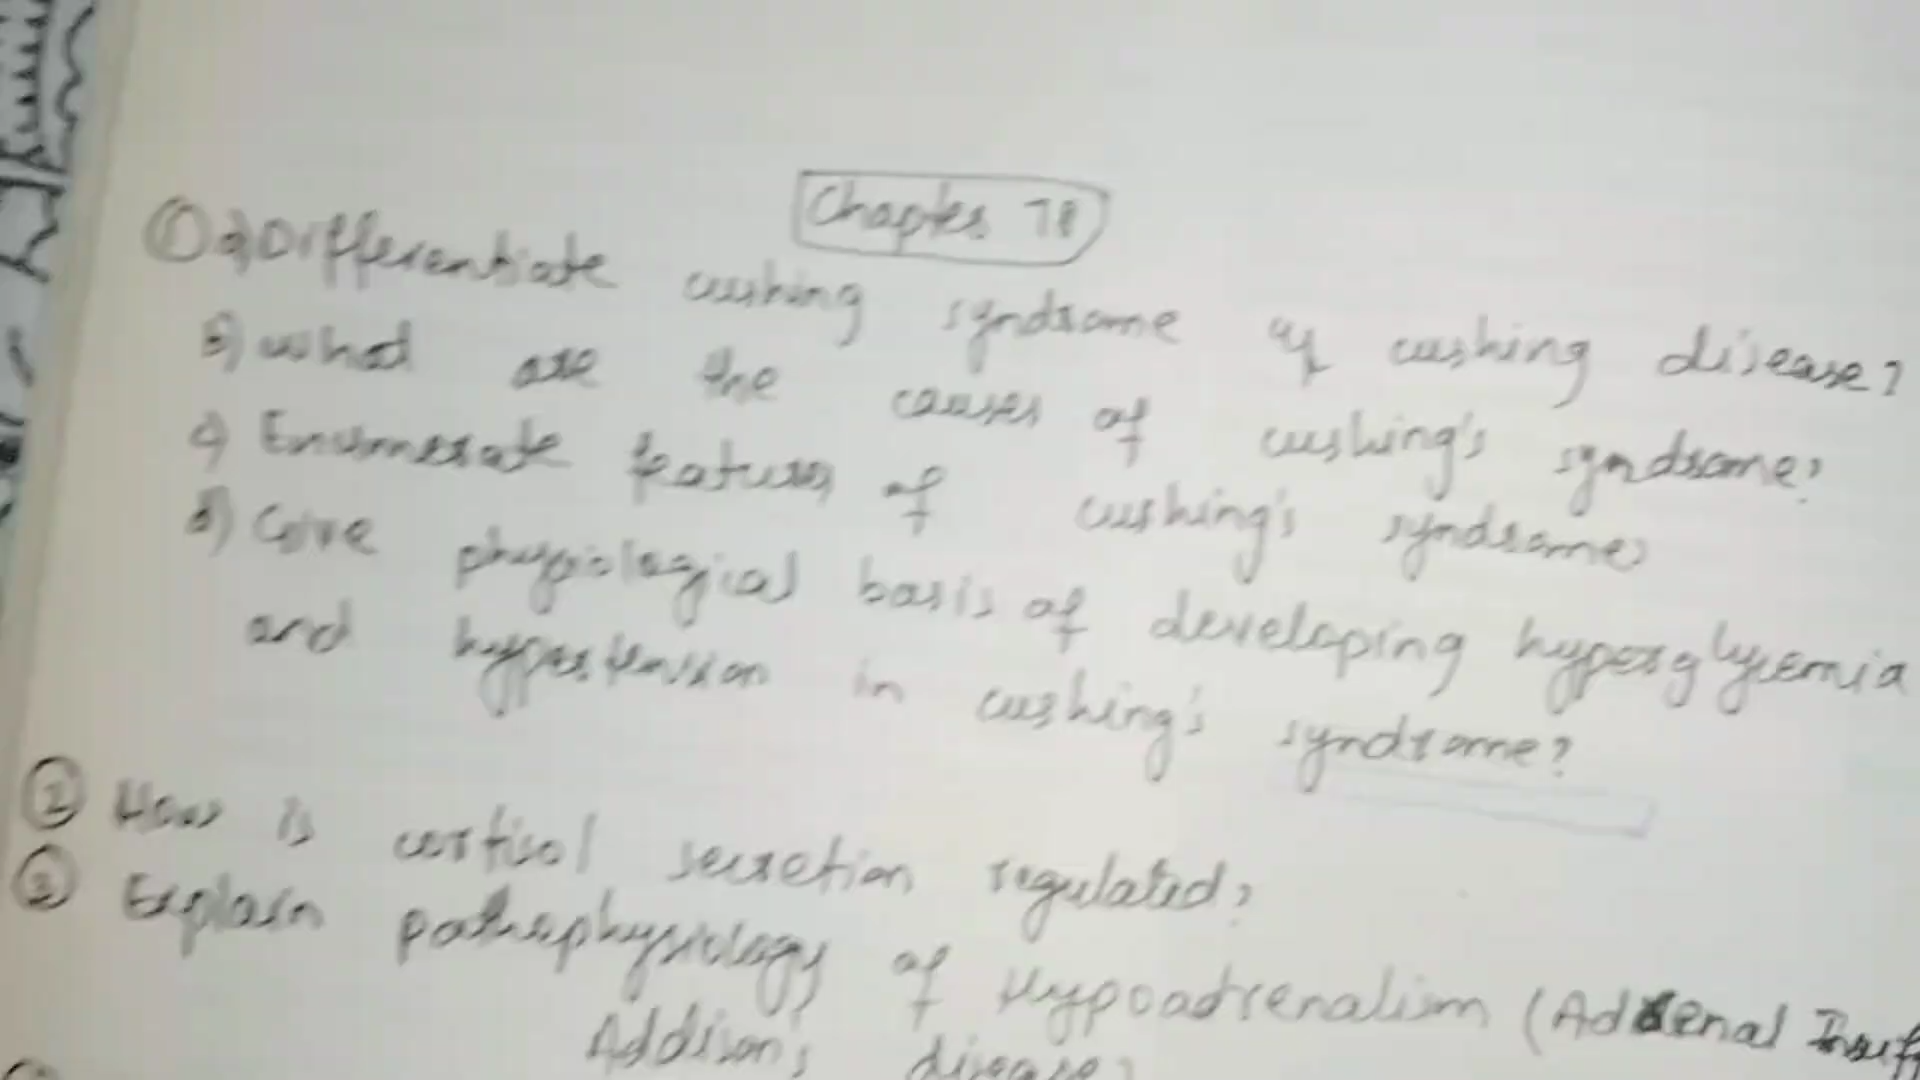 Chapter 78
① a) Differentiate cushing syndrome & cushing disease?
b) what are the causes of cushing's syndrome?
c) Enumerate features of cushing's syndrome?
d) Give physiological basis of developing hyperglycemia
and hypertension in cushing's syndrome?
② How is cortisol secretion regulated?
③ Explain pathophysiology of Hypoadrenalism (Adrenal Insuff
Addison's disease?